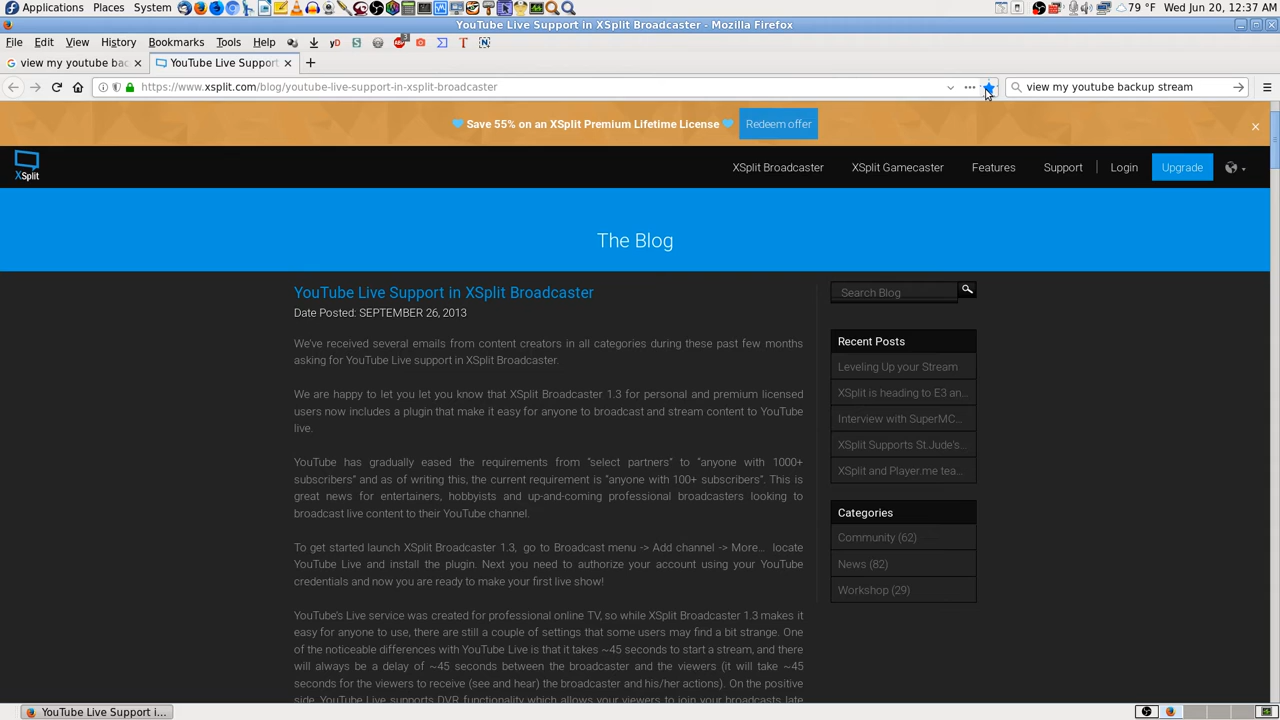 Applications Places System 79 °F Wed Jun 20, 12:37 AM
YouTube Live Support in XSplit Broadcaster - Mozilla Firefox
File Edit View History Bookmarks Tools Help
view my youtube bac YouTube Live Support
https://www.xsplit.com/blog/youtube-live-support-in-xsplit-broadcaster view my youtube backup stream
Save 55% on an XSplit Premium Lifetime License Redeem offer
XSplit XSplit Broadcaster XSplit Gamecaster Features Support Login Upgrade
The Blog
YouTube Live Support in XSplit Broadcaster
Date Posted: SEPTEMBER 26, 2013
We've received several emails from content creators in all categories during these past few months
asking for YouTube Live support in XSplit Broadcaster.
We are happy to let you let you know that XSplit Broadcaster 1.3 for personal and premium licensed
users now includes a plugin that make it easy for anyone to broadcast and stream content to YouTube
live.
YouTube has gradually eased the requirements from "select partners" to "anyone with 1000+
subscribers" and as of writing this, the current requirement is "anyone with 100+ subscribers". This is
great news for entertainers, hobbyists and up-and-coming professional broadcasters looking to
broadcast live content to their YouTube channel.
To get started launch XSplit Broadcaster 1.3, go to Broadcast menu -> Add channel -> More... locate
YouTube Live and install the plugin. Next you need to authorize your account using your YouTube
credentials and now you are ready to make your first live show!
YouTube's Live service was created for professional online TV, so while XSplit Broadcaster 1.3 makes it
easy for anyone to use, there are still a couple of settings that some users may find a bit strange. One
of the noticeable differences with YouTube Live is that it takes ~45 seconds to start a stream, and there
will always be a delay of ~45 seconds between the broadcaster and the viewers (it will take ~45
seconds for the viewers to receive (see and hear) the broadcaster and his/her actions). On the positive
side, YouTube Live supports DVR functionality which allows your viewers to join your broadcasts late
Search Blog
Recent Posts
Leveling Up your Stream
XSplit is heading to E3 an...
Interview with SuperMC...
XSplit Supports St.Jude's...
XSplit and Player.me tea...
Categories
Community (62)
News (82)
Workshop (29)
YouTube Live Support i...